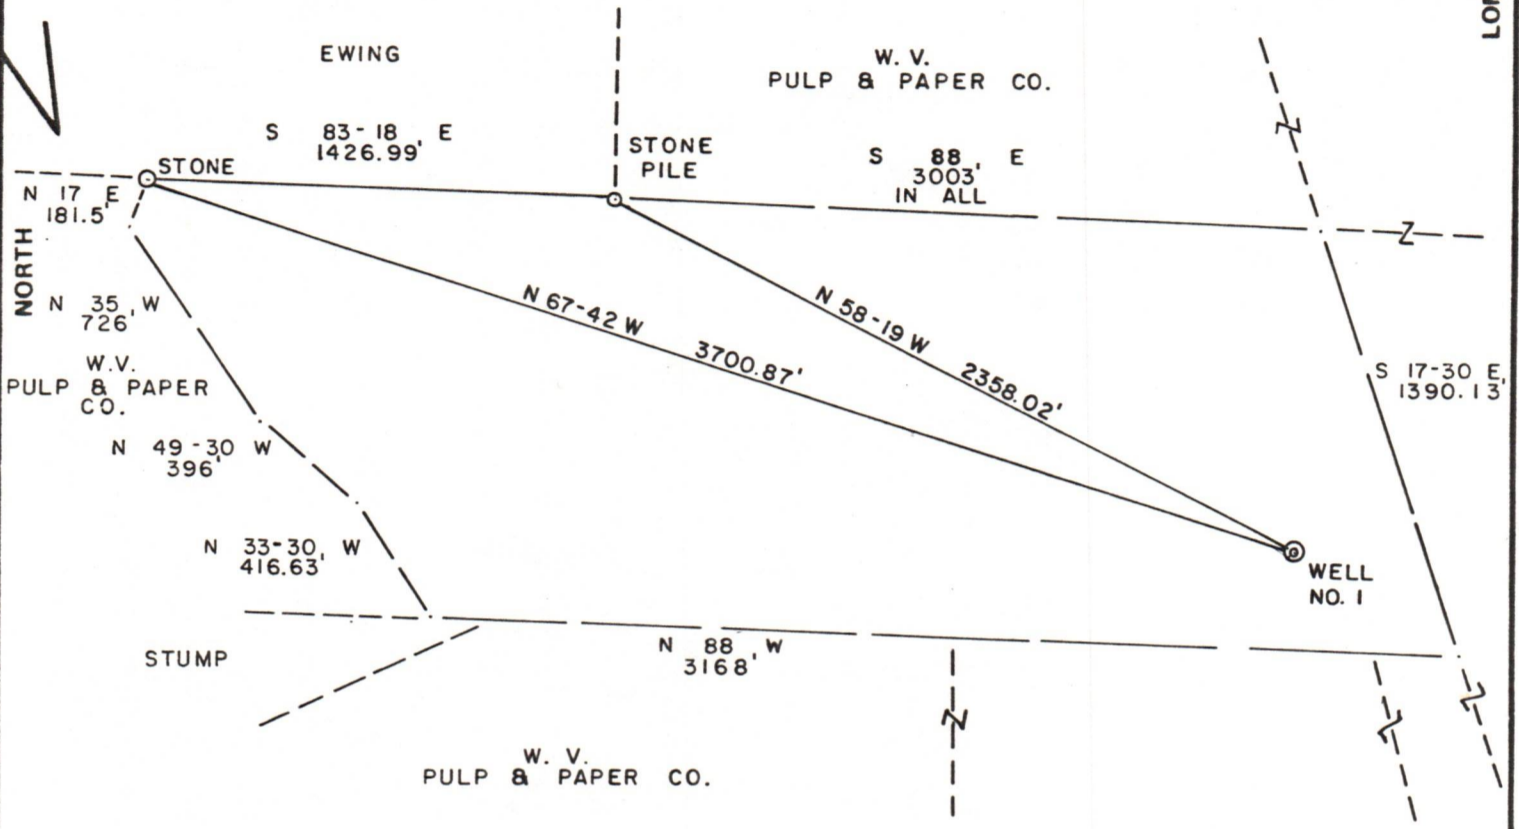 EWING
W. V.
PULP & PAPER CO.
S 83-18 E
1426.99'
STONE
PILE
S 88 E
3003'
IN ALL
STONE
N 17 E
181.5'
NORTH
N 35 W
726'
N 67-42 W 3700.87'
N 58-19 W 2358.02'
W.V.
PULP & PAPER
CO.
S 17-30 E
1390.13'
N 49-30 W
396'
N 33-30 W
416.63'
WELL
NO. 1
STUMP
N 88 W
3168'
W. V.
PULP & PAPER CO.